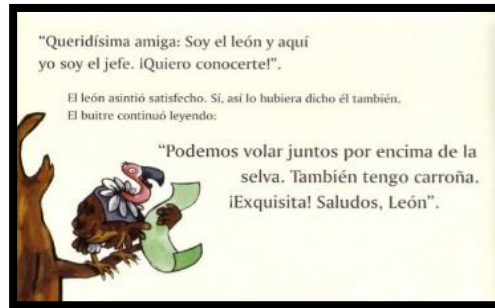 “Queridísima amiga: Soy el león y aquí
yo soy el jefe. ¡Quiero conocerte!”.
El león asintió satisfecho. Sí, así lo hubiera dicho él también.
El buitre continuó leyendo:
“Podemos volar juntos por encima de la
selva. También tengo carroña.
¡Exquisita! Saludos, León”.